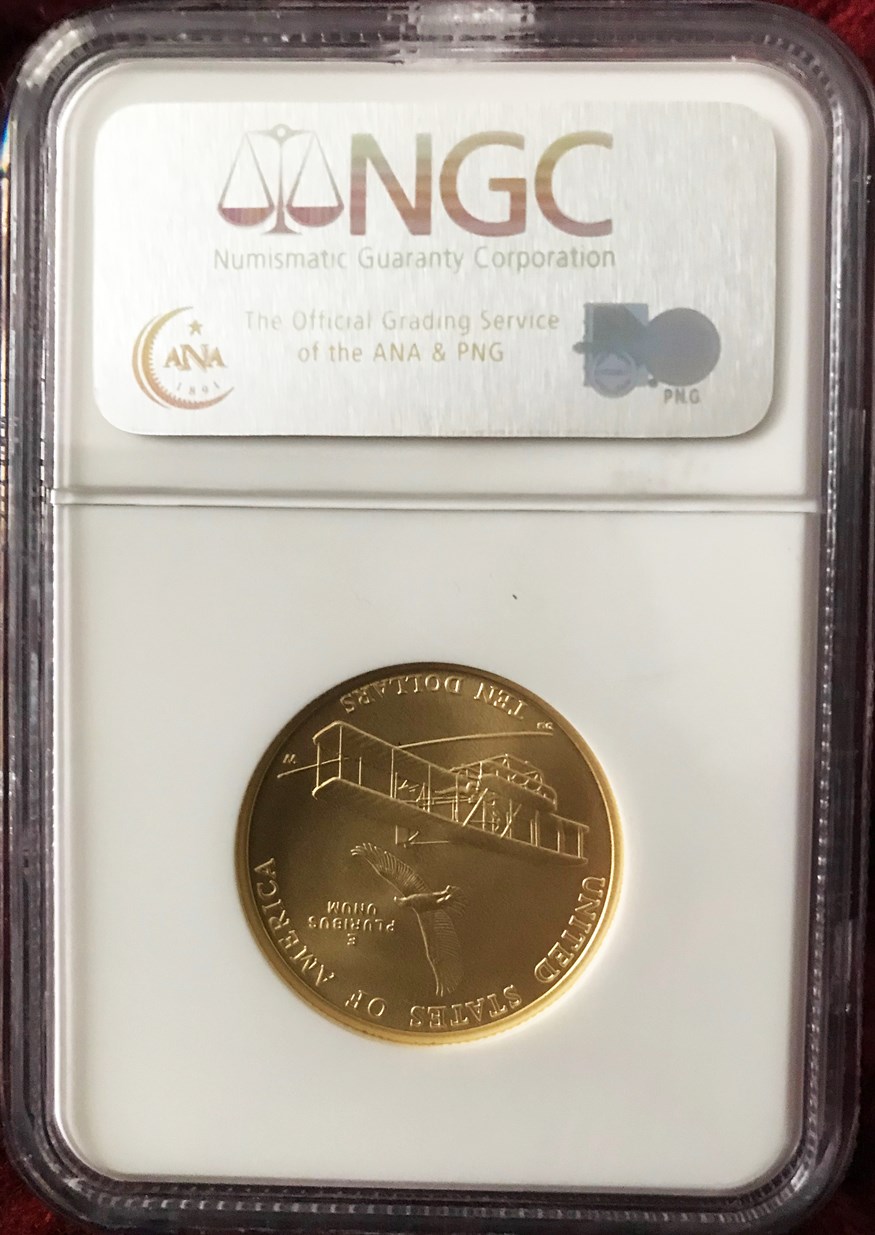 NGC
Numismatic Guaranty Corporation
The Official Grading Service
of the ANA & PNG
ANA
1891
PNG
TEN DOLLARS
UNITED STATES OF AMERICA
E
PLURIBUS
UNUM
W